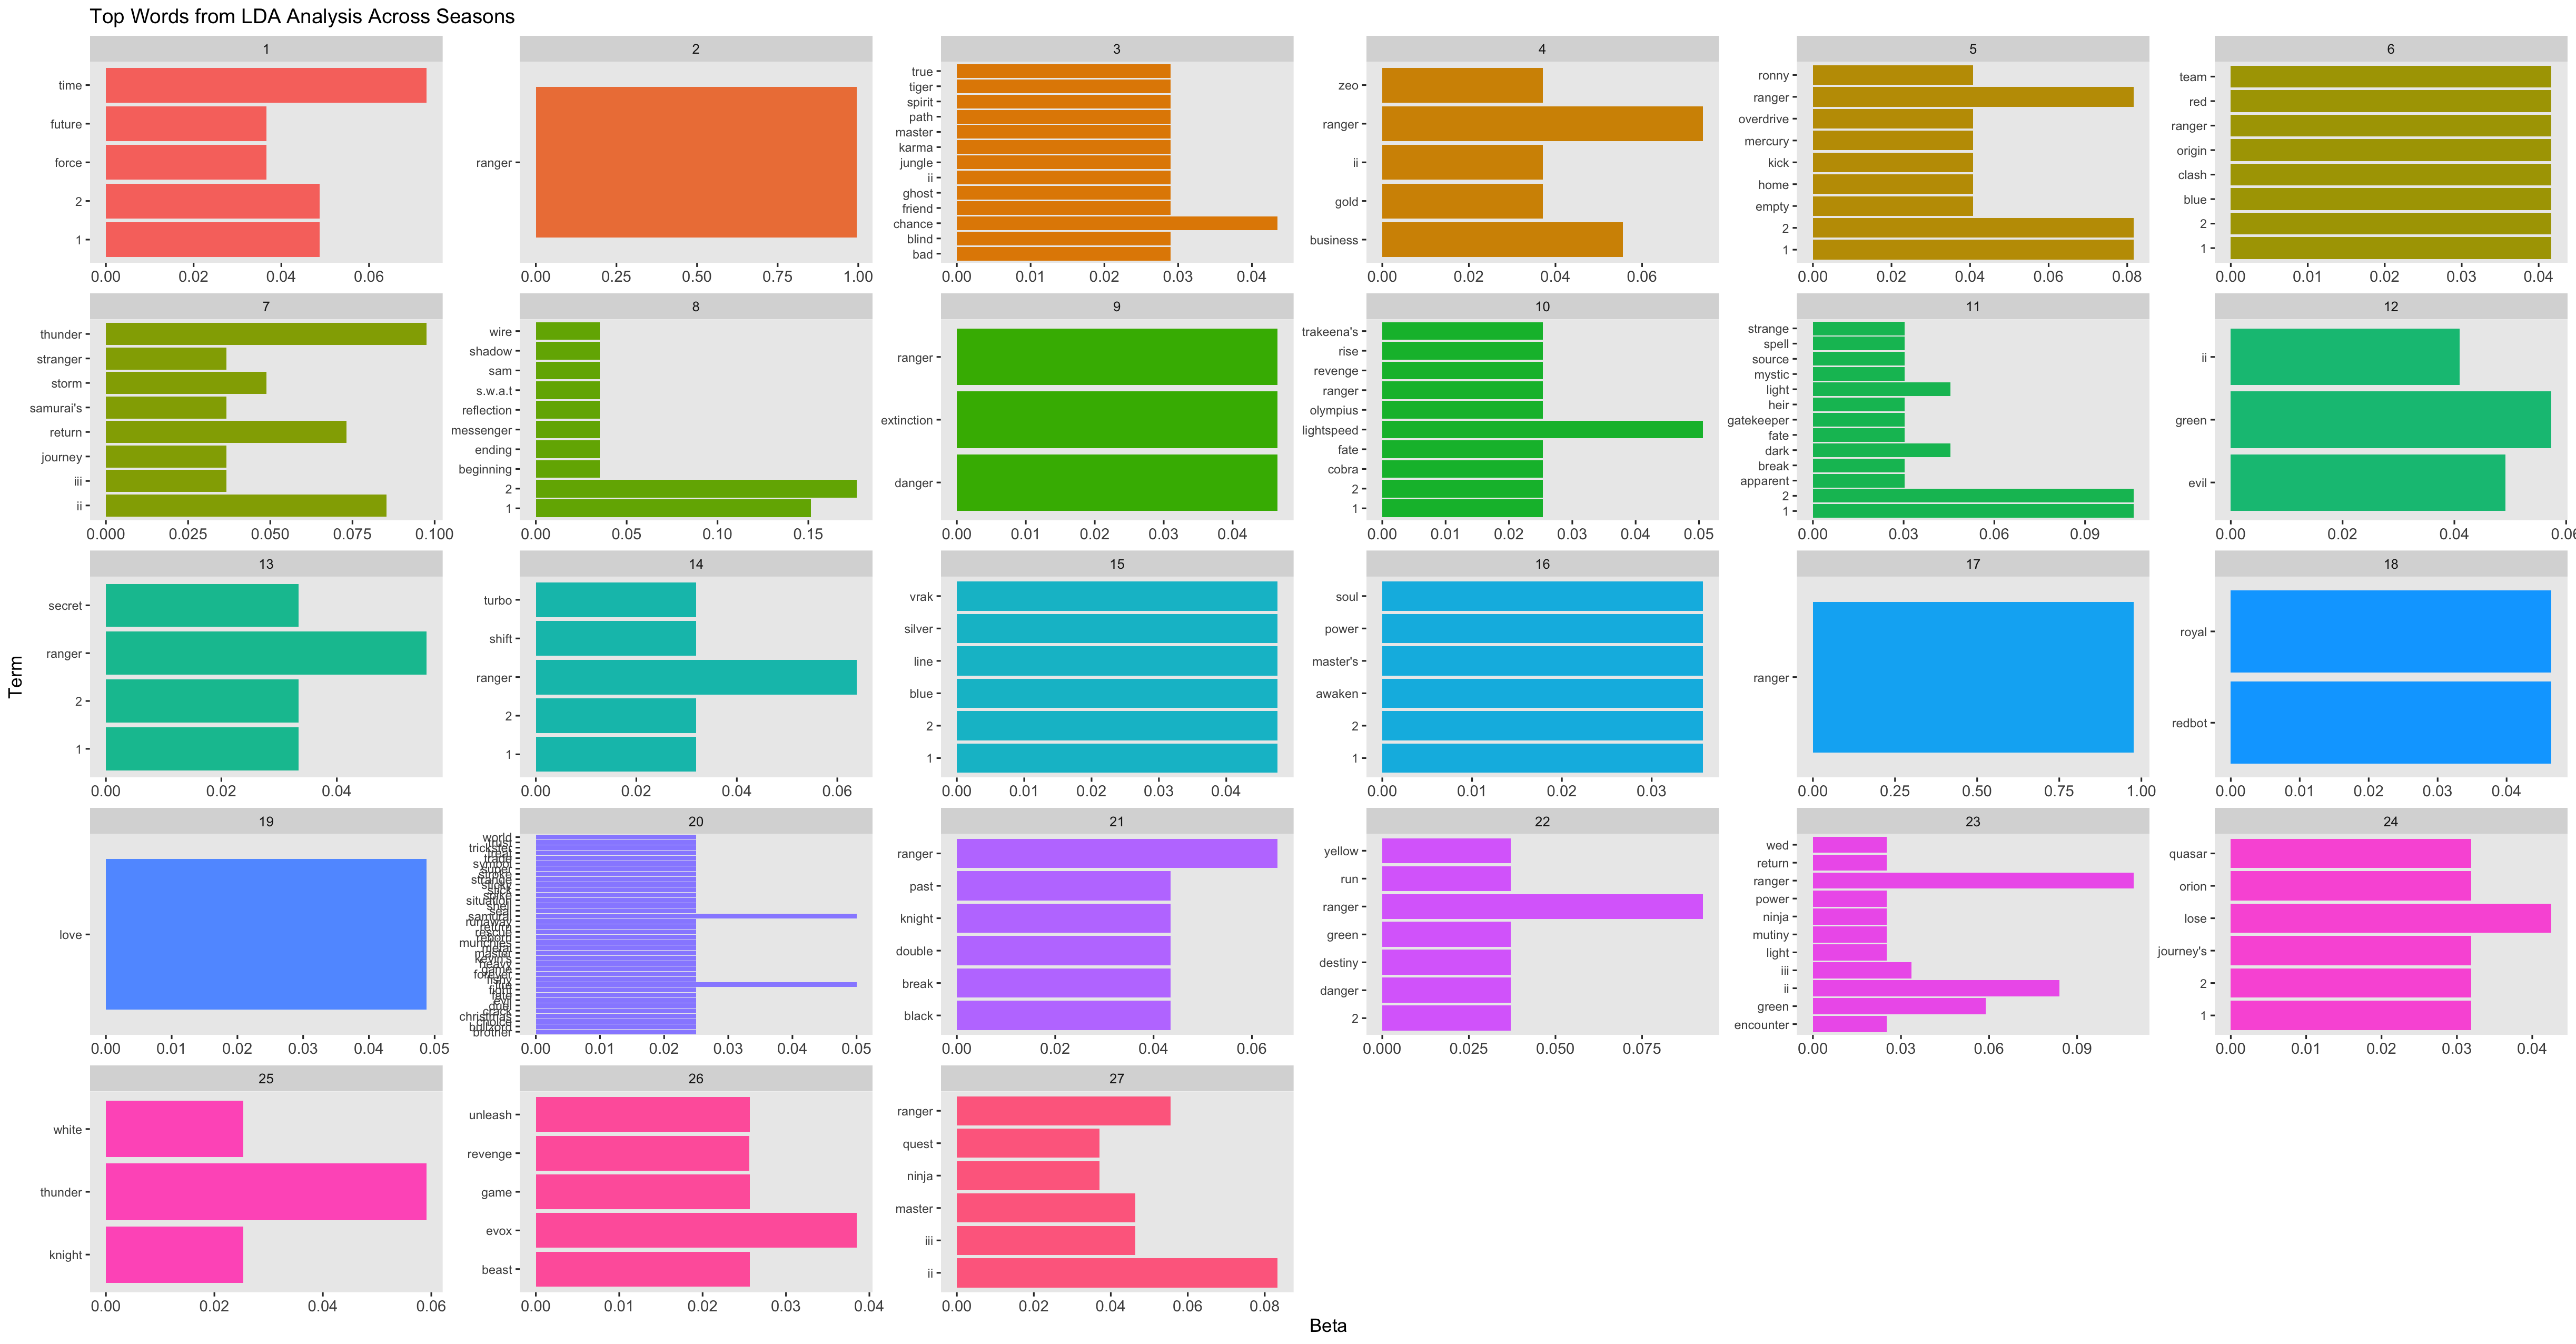 Top Words from LDA Analysis Across Seasons
1 2 3 4 5 6
time
future
force
2
1
0.00 0.02 0.04 0.06
ranger
0.00 0.25 0.50 0.75 1.00
true
tiger
spirit
path
master
karma
jungle
ii
ghost
friend
chance
blind
bad
0.00 0.01 0.02 0.03 0.04
zeo
ranger
ii
gold
business
0.00 0.02 0.04 0.06
ronny
ranger
overdrive
mercury
kick
home
empty
2
1
0.00 0.02 0.04 0.06 0.08
team
red
ranger
origin
clash
blue
2
1
0.00 0.01 0.02 0.03 0.04
7 8 9 10 11 12
thunder
stranger
storm
samurai's
return
journey
iii
ii
0.000 0.025 0.050 0.075 0.100
wire
shadow
sam
s.w.a.t
reflection
messenger
ending
beginning
2
1
0.00 0.05 0.10 0.15
ranger
extinction
danger
0.00 0.01 0.02 0.03 0.04
trakeena's
rise
revenge
ranger
olympius
lightspeed
fate
cobra
2
1
0.00 0.01 0.02 0.03 0.04 0.05
strange
spell
source
mystic
light
heir
gatekeeper
fate
dark
break
apparent
2
1
0.00 0.03 0.06 0.09
ii
green
evil
0.00 0.02 0.04
13 14 15 16 17 18
secret
ranger
2
1
0.00 0.02 0.04
turbo
shift
ranger
2
1
0.00 0.02 0.04 0.06
vrak
silver
line
blue
2
1
0.00 0.01 0.02 0.03 0.04
soul
power
master's
awaken
2
1
0.00 0.01 0.02 0.03
ranger
0.00 0.25 0.50 0.75 1.00
royal
redbot
0.00 0.01 0.02 0.03 0.04
19 20 21 22 23 24
love
0.00 0.01 0.02 0.03 0.04 0.05
world
trickster
symbol
strange
situation
samurai
runaway
munchies
forever
christmas
brother
0.00 0.01 0.02 0.03 0.04 0.05
ranger
past
knight
double
break
black
0.00 0.02 0.04 0.06
yellow
run
ranger
green
destiny
danger
2
0.000 0.025 0.050 0.075
wed
return
ranger
power
ninja
mutiny
light
iii
ii
green
encounter
0.00 0.03 0.06 0.09
quasar
orion
lose
journey's
2
1
0.00 0.01 0.02 0.03 0.04
25 26 27
white
thunder
knight
0.00 0.02 0.04 0.06
unleash
revenge
game
evox
beast
0.00 0.01 0.02 0.03 0.04
ranger
quest
ninja
master
iii
ii
0.00 0.02 0.04 0.06 0.08
Term
Beta